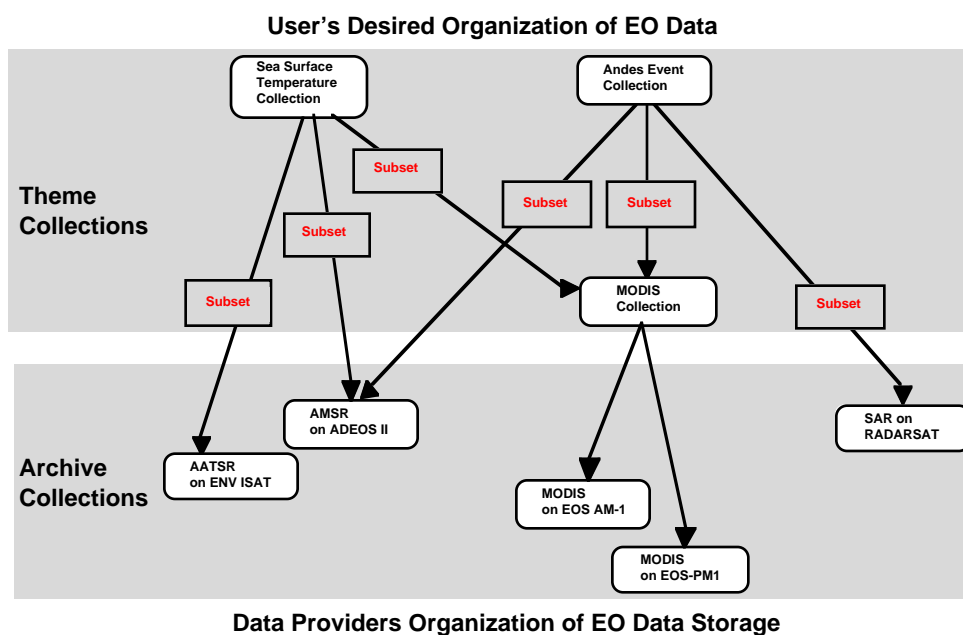 User's Desired Organization of EO Data
Sea Surface
Temperature
Collection
Andes Event
Collection
Subset
Subset
Subset
Subset
Subset
Subset
Theme
Collections
MODIS
Collection
Archive
Collections
AMSR
on ADEOS II
SAR on
RADARSAT
AATSR
on ENV ISAT
MODIS
on EOS AM-1
MODIS
on EOS-PM1
Data Providers Organization of EO Data Storage